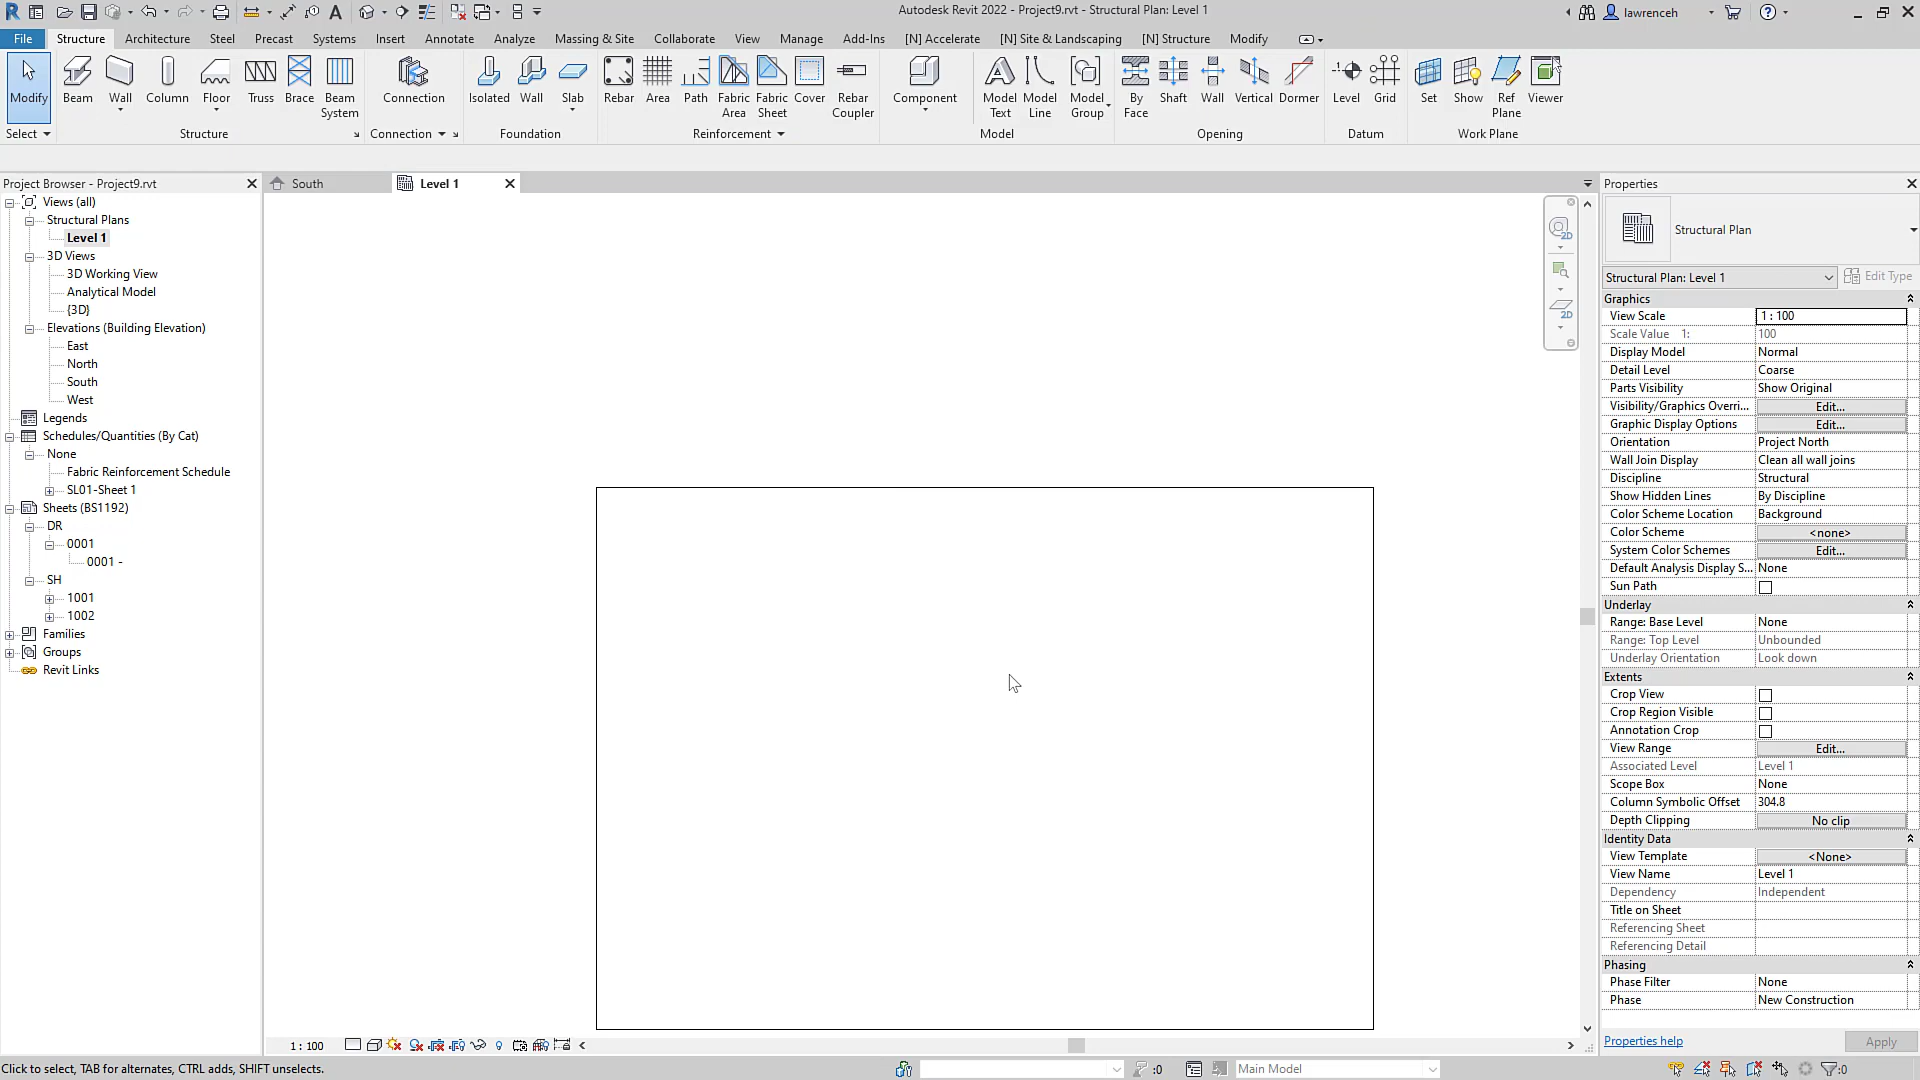 Autodesk Revit 2022 - Project9.rvt - Structural Plan: Level 1
lawrenceh
File Structure Architecture Steel Precast Systems Insert Annotate Analyze Massing & Site Collaborate View Manage Add-Ins [N] Accelerate [N] Site & Landscaping [N] Structure Modify
Modify Beam Wall Column Floor Truss Brace Beam System Connection Isolated Wall Slab Rebar Area Path Fabric Area Fabric Sheet Cover Rebar Coupler Component Model Text Model Line Model Group By Face Shaft Wall Vertical Dormer Level Grid Set Show Ref Plane Viewer
Select Structure Connection Foundation Reinforcement Model Opening Datum Work Plane
Project Browser - Project9.rvt
Views (all)
Structural Plans
Level 1
3D Views
3D Working View
Analytical Model
{3D}
Elevations (Building Elevation)
East
North
South
West
Legends
Schedules/Quantities (By Cat)
None
Fabric Reinforcement Schedule
SL01-Sheet 1
Sheets (BS1192)
DR
0001
0001 -
SH
1001
1002
Families
Groups
Revit Links
South
Level 1
2D
2D
Properties
Structural Plan
Structural Plan: Level 1 Edit Type
Graphics
View Scale 1 : 100
Scale Value 1: 100
Display Model Normal
Detail Level Coarse
Parts Visibility Show Original
Visibility/Graphics Overri... Edit...
Graphic Display Options Edit...
Orientation Project North
Wall Join Display Clean all wall joins
Discipline Structural
Show Hidden Lines By Discipline
Color Scheme Location Background
Color Scheme <none>
System Color Schemes Edit...
Default Analysis Display S... None
Sun Path
Underlay
Range: Base Level None
Range: Top Level Unbounded
Underlay Orientation Look down
Extents
Crop View
Crop Region Visible
Annotation Crop
View Range Edit...
Associated Level Level 1
Scope Box None
Column Symbolic Offset 304.8
Depth Clipping No clip
Identity Data
View Template <None>
View Name Level 1
Dependency Independent
Title on Sheet
Referencing Sheet
Referencing Detail
Phasing
Phase Filter None
Phase New Construction
Properties help Apply
1 : 100
Click to select, TAB for alternates, CTRL adds, SHIFT unselects.
:0
Main Model
:0